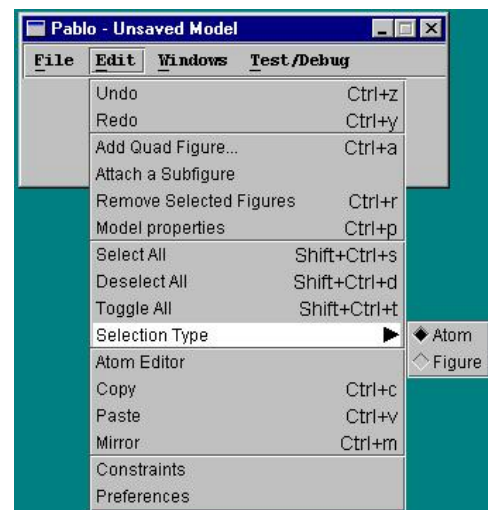 Pablo - Unsaved Model
File Edit Windows Test/Debug
Undo Ctrl+z
Redo Ctrl+y
Add Quad Figure... Ctrl+a
Attach a Subfigure
Remove Selected Figures Ctrl+r
Model properties Ctrl+p
Select All Shift+Ctrl+s
Deselect All Shift+Ctrl+d
Toggle All Shift+Ctrl+t
Selection Type Atom
Figure
Atom Editor
Copy Ctrl+c
Paste Ctrl+v
Mirror Ctrl+m
Constraints
Preferences